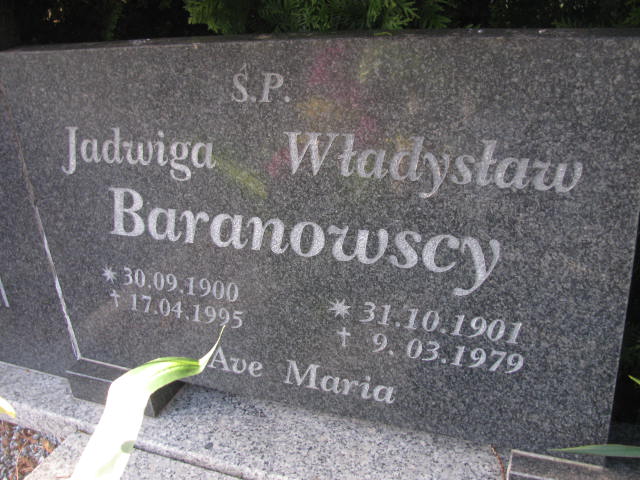 Ś.P.
Jadwiga Władysław
Baranowscy
* 30.09.1900 * 31.10.1901
† 17.04.1995 † 9.03.1979
Ave Maria